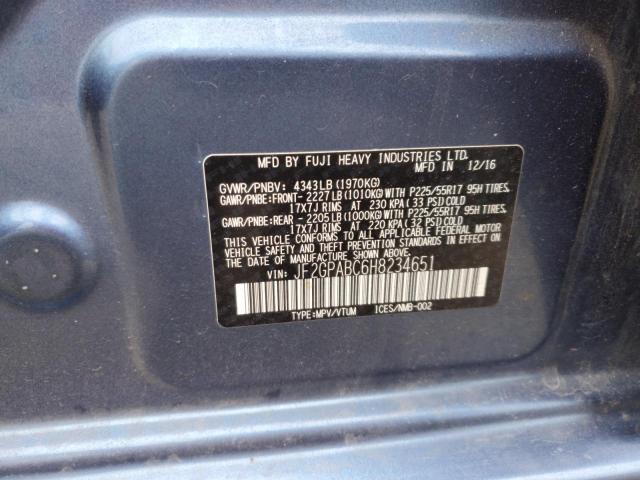 MFD BY FUJI HEAVY INDUSTRIES LTD.
MFD IN 12/16
GVWR/PNBV: 4343LB(1970KG)
GAWR/PNBE:FRONT- 2227LB(1010KG)WITH P225/55R17 95H TIRES,
17X7J RIMS AT 230 KPA (33 PSI)COLD
GAWR/PNBE:REAR - 2205LB(1000KG)WITH P225/55R17 95H TIRES,
17X7J RIMS AT 220 KPA (32 PSI)COLD
THIS VEHICLE CONFORMS TO ALL APPLICABLE FEDERAL MOTOR
VEHICLE SAFETY AND THEFT PREVENTION STANDARDS IN EFFECT
ON THE DATE OF MANUFACTURE SHOWN ABOVE.
VIN: JF2GPABC6H8234651
TYPE:MPV/VTUM ICES/NMB-002